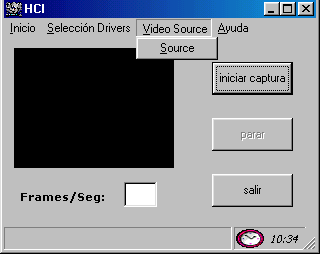 HCI
Inicio Selección Drivers Video Source Ayuda
Source
iniciar captura
parar
Frames/Seg:
salir
10:34